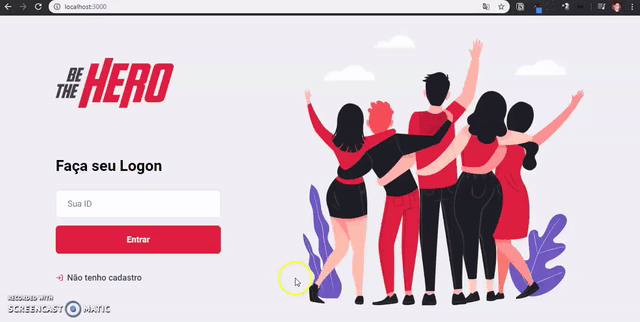 localhost:3000
BE
THE HERO
Faça seu Logon
Sua ID
Entrar
Não tenho cadastro
RECORDED WITH
SCREENCAST MATIC